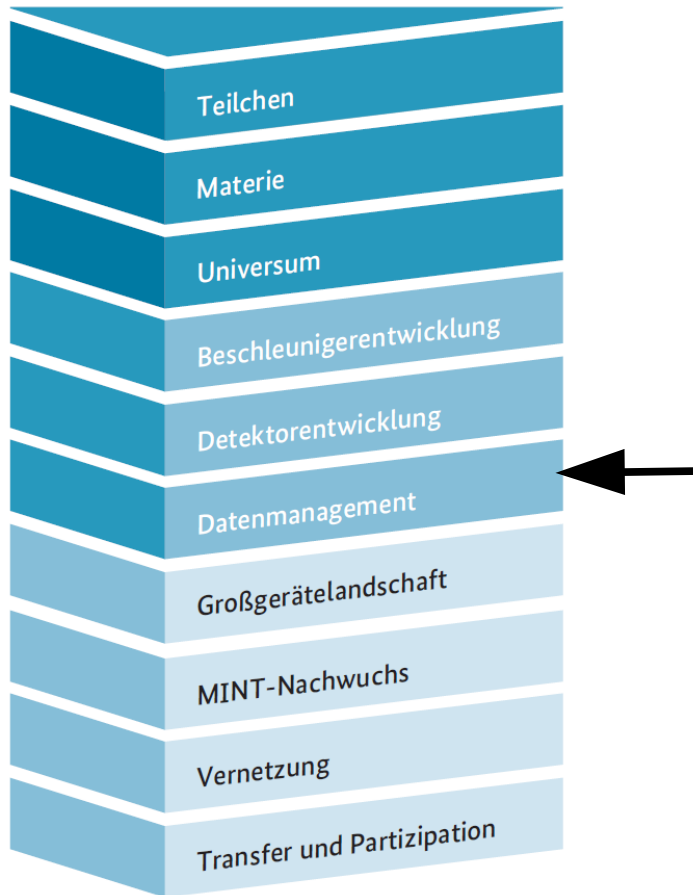 Teilchen
Materie
Universum
Beschleunigerentwicklung
Detektorentwicklung
Datenmanagement
Großgerätelandschaft
MINT-Nachwuchs
Vernetzung
Transfer und Partizipation